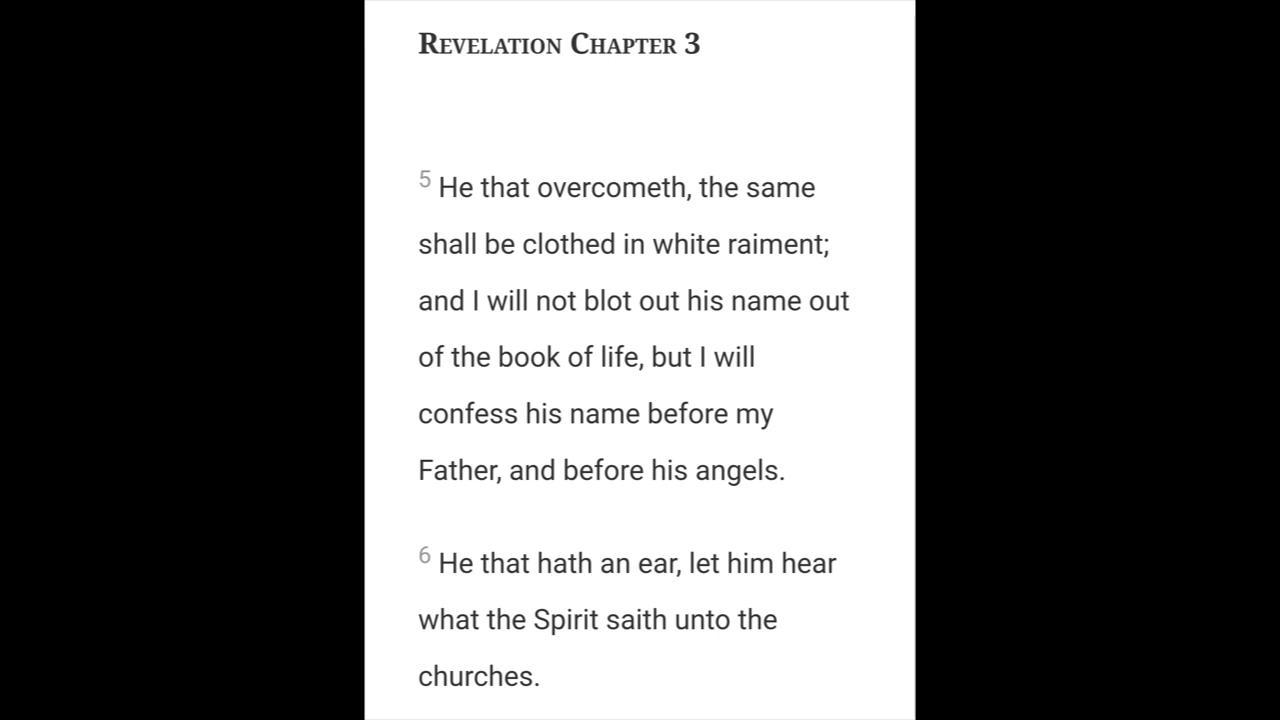 Revelation Chapter 3
5 He that overcometh, the same
shall be clothed in white raiment;
and I will not blot out his name out
of the book of life, but I will
confess his name before my
Father, and before his angels.
6 He that hath an ear, let him hear
what the Spirit saith unto the
churches.